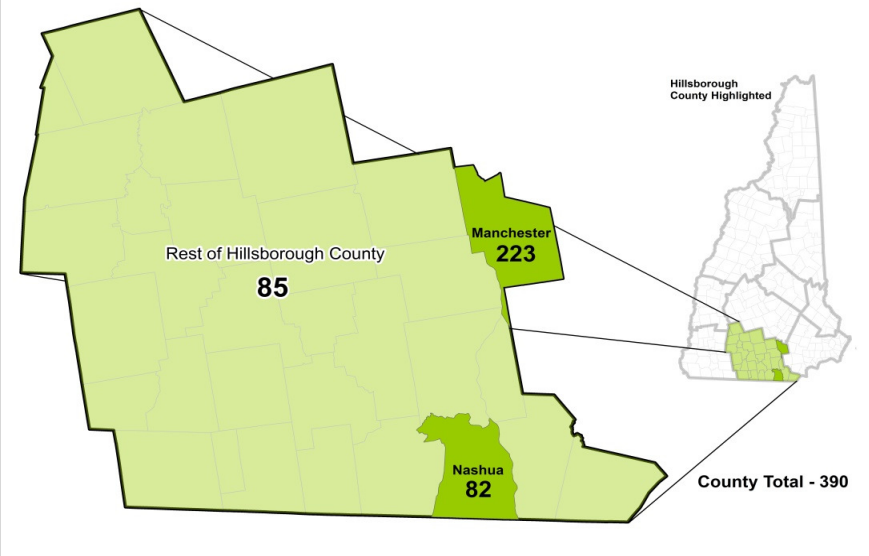 Hillsborough
County Highlighted
Manchester
223
Rest of Hillsborough County
85
Nashua
82
County Total - 390